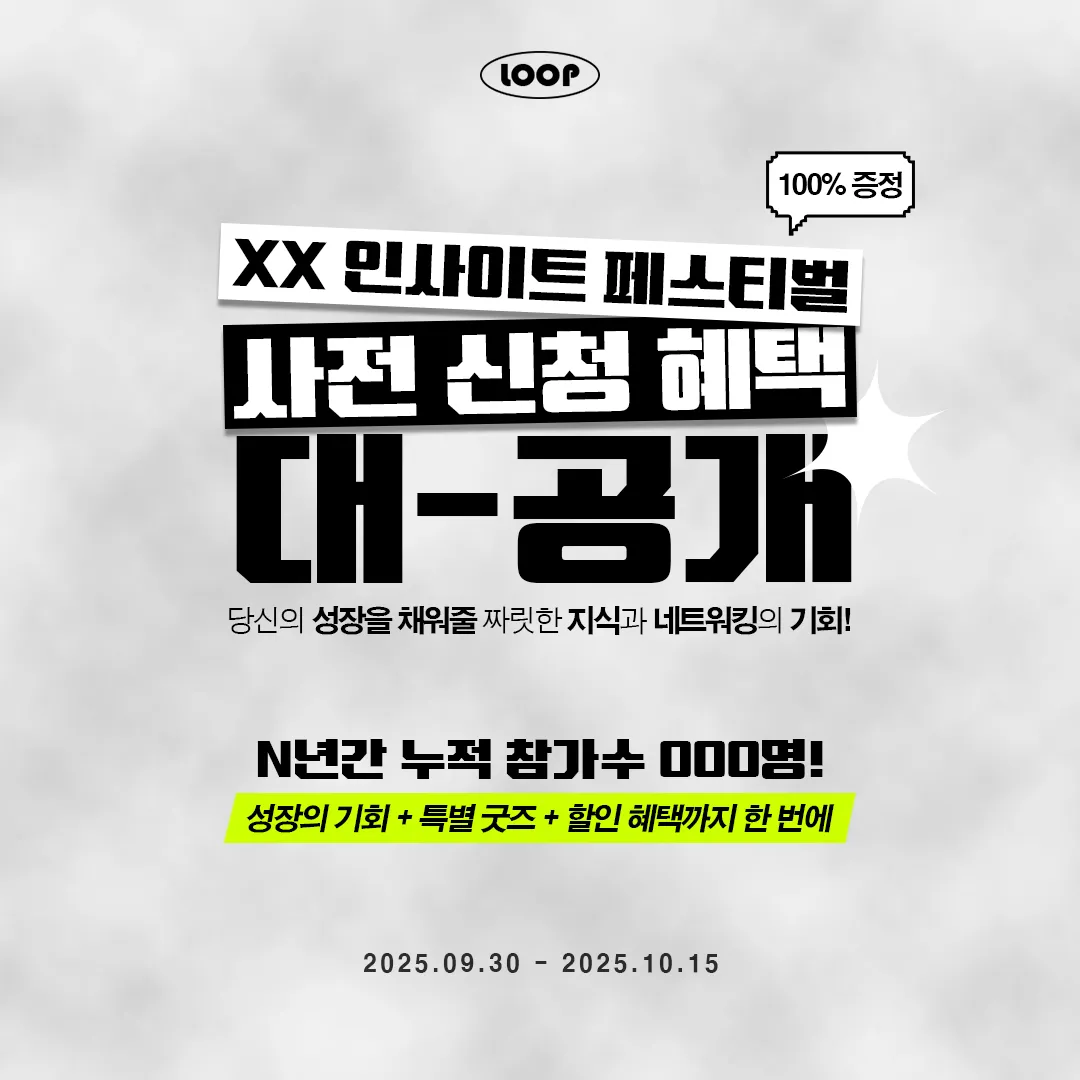 LOOP
100% 증정
XX 인사이트 페스티벌
사전 신청 혜택
대-공개
당신의 성장을 채워줄 짜릿한 지식과 네트워킹의 기회!
N년간 누적 참가수 000명!
성장의 기회 + 특별 굿즈 + 할인 혜택까지 한 번에
2025.09.30 - 2025.10.15